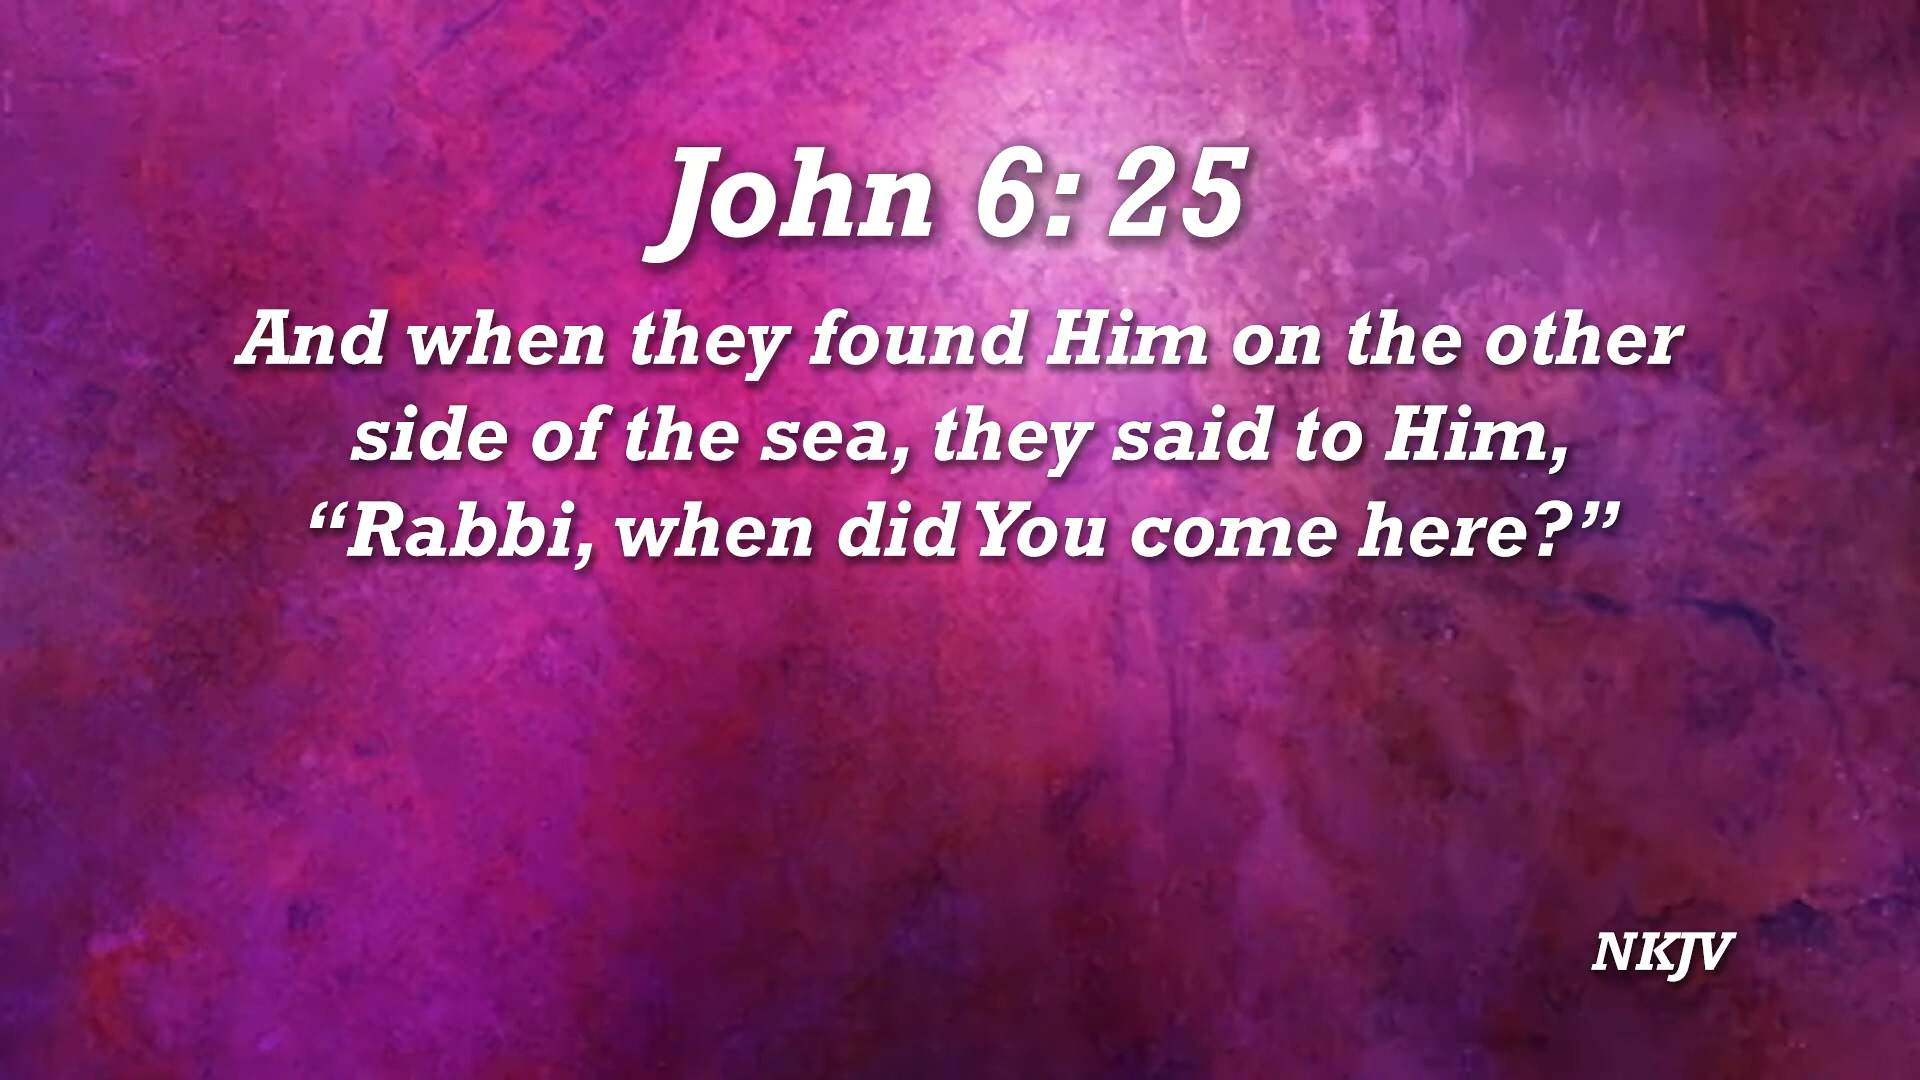 John 6: 25
And when they found Him on the other
side of the sea, they said to Him,
“Rabbi, when did You come here?”
NKJV